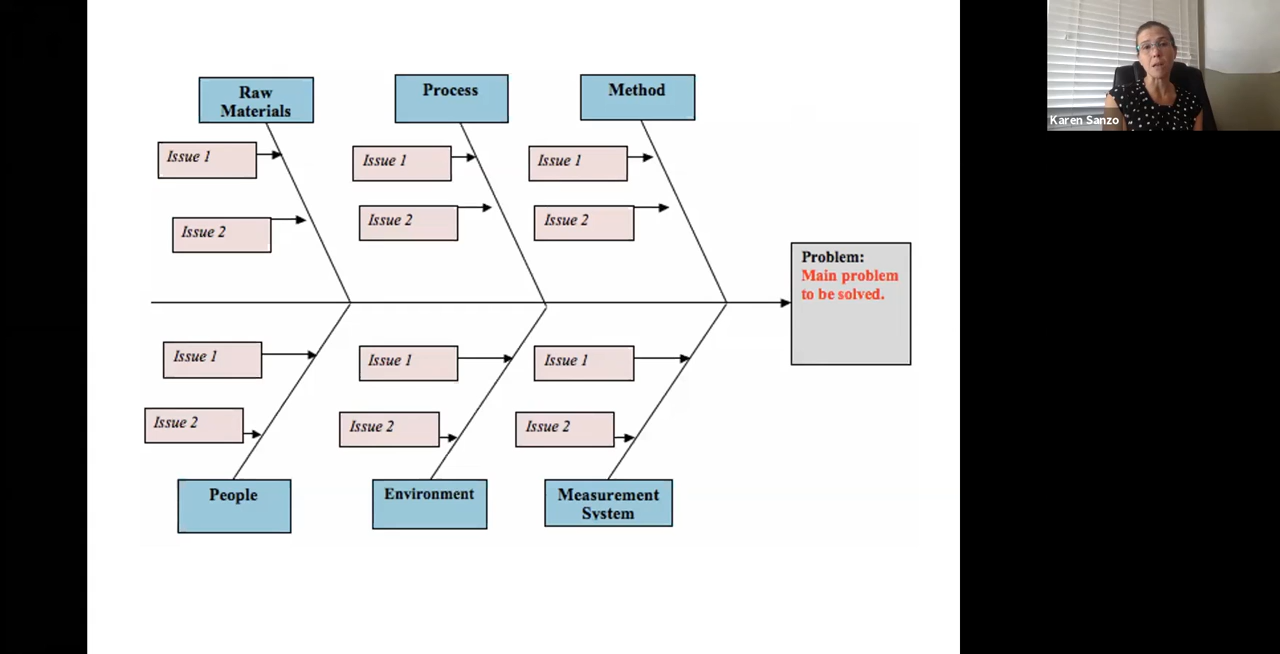 Raw
Materials
Process
Method
Issue 1
Issue 1
Issue 1
Issue 2
Issue 2
Issue 2
Problem:
Main problem
to be solved.
Issue 1
Issue 1
Issue 1
Issue 2
Issue 2
Issue 2
People
Environment
Measurement
System
Karen Sanzo